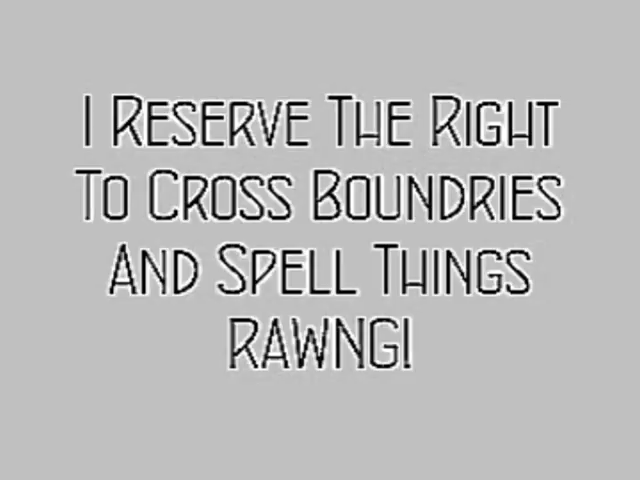 I Reserve The Right
To Cross Boundries
And Spell Things
RAWNG!